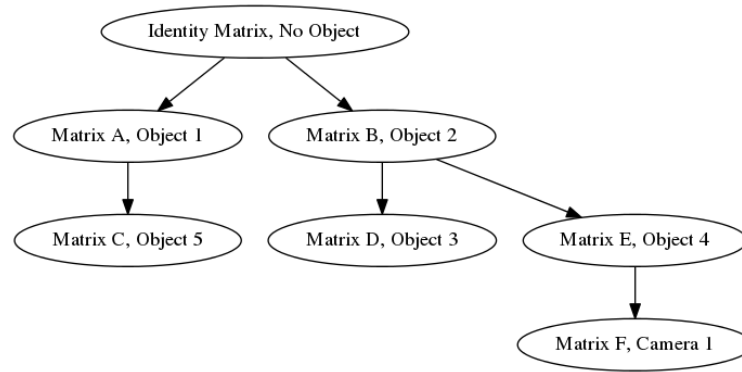 Identity Matrix, No Object
Matrix A, Object 1
Matrix B, Object 2
Matrix C, Object 5
Matrix D, Object 3
Matrix E, Object 4
Matrix F, Camera 1